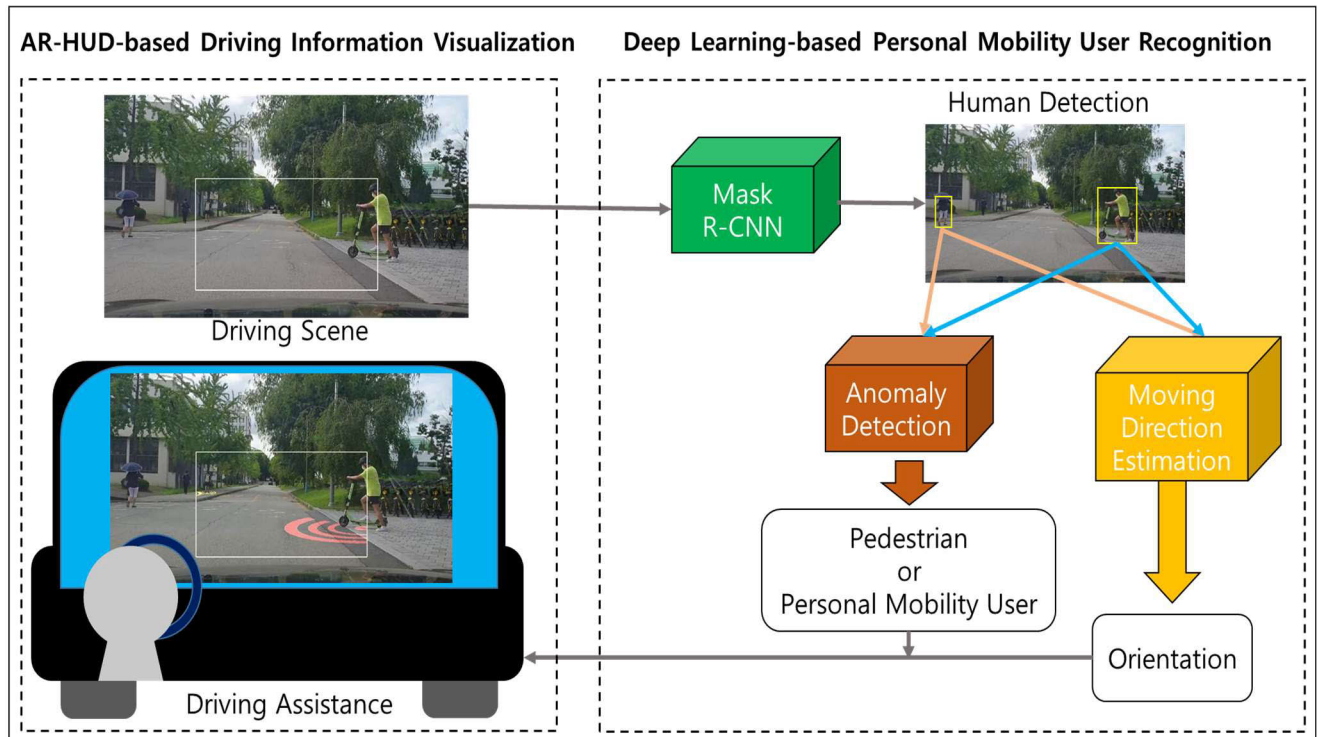 AR-HUD-based Driving Information Visualization
Driving Scene
Driving Assistance
Deep Learning-based Personal Mobility User Recognition
Human Detection
Mask
R-CNN
Anomaly
Detection
Moving
Direction
Estimation
Pedestrian
or
Personal Mobility User
Orientation